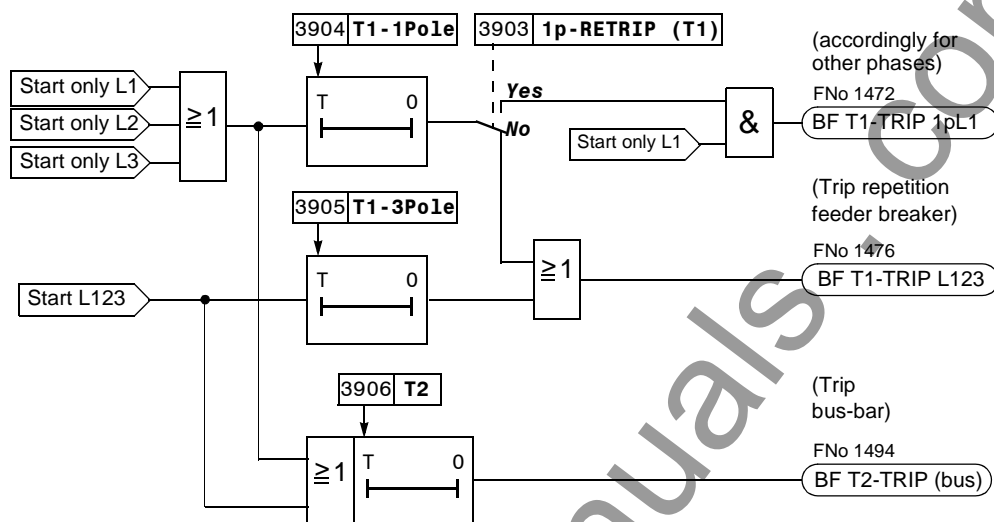 3904 T1-1Pole
3903 1p-RETRIP (T1)
(accordingly for
other phases)
FNo 1472
BF T1-TRIP 1pL1
Start only L1
Start only L2
Start only L3
≧1
T 0
Yes
No
Start only L1
&
(Trip repetition
feeder breaker)
FNo 1476
BF T1-TRIP L123
3905 T1-3Pole
T 0
≧1
Start L123
3906 T2
≧1
T 0
(Trip
bus-bar)
FNo 1494
BF T2-TRIP (bus)
nuals.com